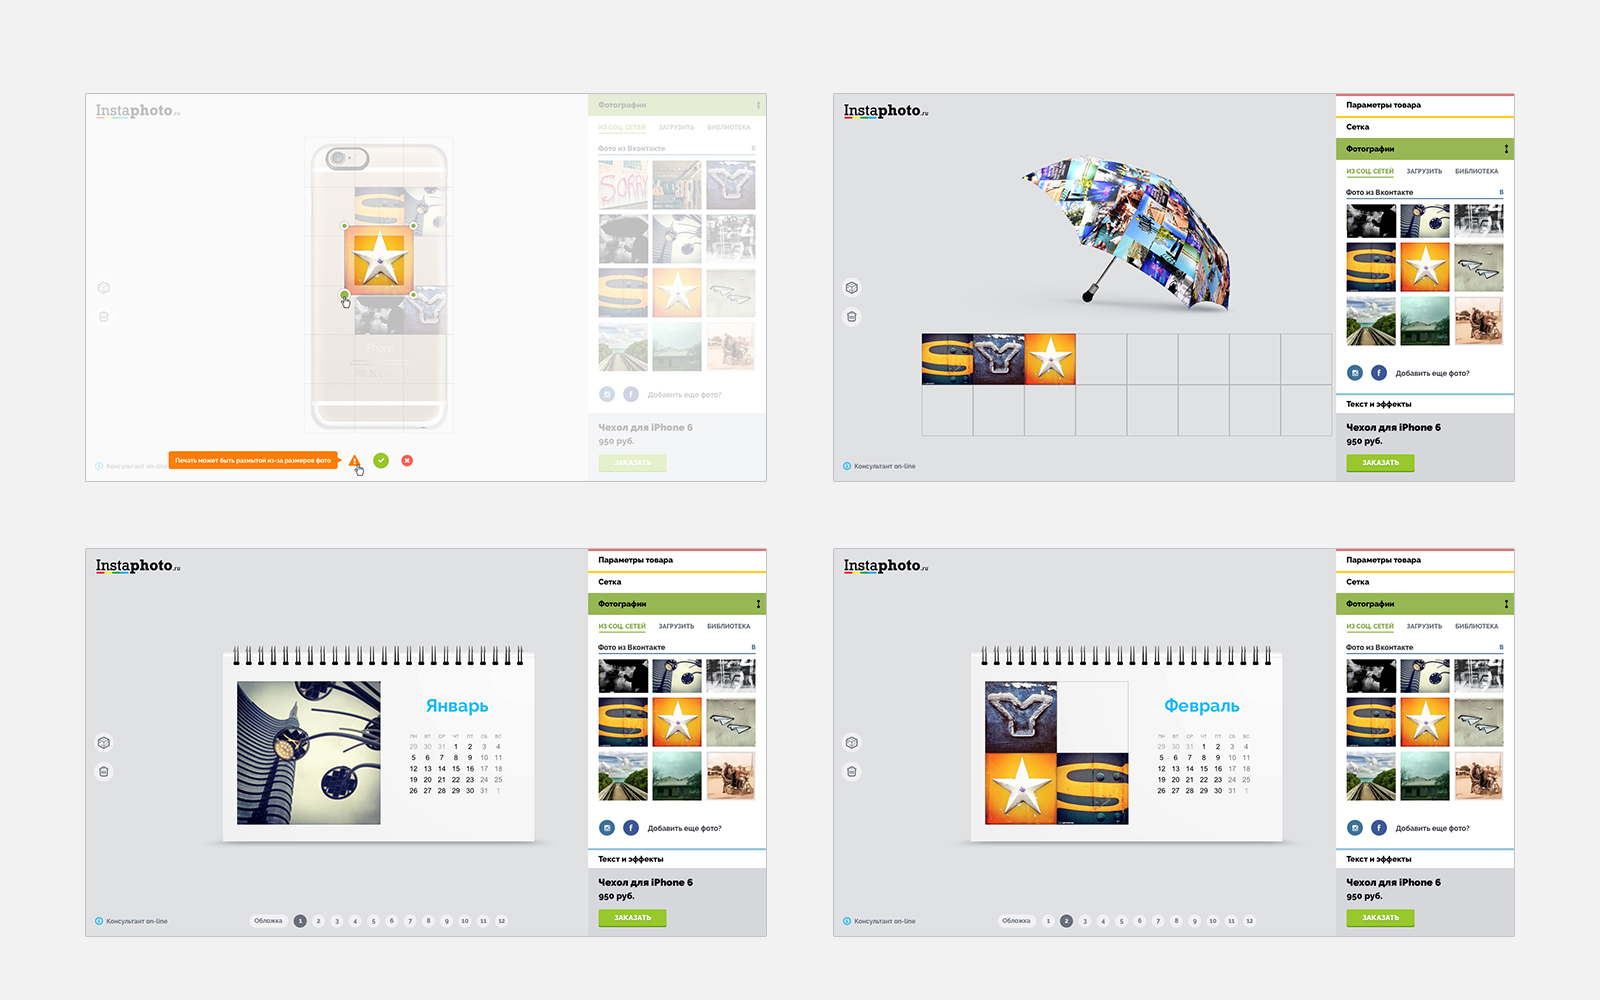 Instaphoto.ru
Фотографии
ИЗ СОЦ. СЕТЕЙ ЗАГРУЗИТЬ БИБЛИОТЕКА
Фото из Вконтакте B
SORRY
iPhone
Добавить еще фото?
Чехол для iPhone 6
950 руб.
ЗАКАЗАТЬ
Консультант on-line
Печать может быть размытой из-за размеров фото
Instaphoto.ru
Параметры товара
Сетка
Фотографии
ИЗ СОЦ. СЕТЕЙ ЗАГРУЗИТЬ БИБЛИОТЕКА
Фото из Вконтакте B
Добавить еще фото?
Текст и эффекты
Чехол для iPhone 6
950 руб.
ЗАКАЗАТЬ
Консультант on-line
Instaphoto.ru
Параметры товара
Сетка
Фотографии
ИЗ СОЦ. СЕТЕЙ ЗАГРУЗИТЬ БИБЛИОТЕКА
Фото из Вконтакте B
Январь
ПН ВТ СР ЧТ ПТ СБ ВС
29 30 31 1 2 3 4
5 6 7 8 9 10 11
12 13 14 15 16 17 18
19 20 21 22 23 24 25
26 27 28 29 30 31 1
Добавить еще фото?
Текст и эффекты
Чехол для iPhone 6
950 руб.
ЗАКАЗАТЬ
Консультант on-line
Обложка 1 2 3 4 5 6 7 8 9 10 11 12
Instaphoto.ru
Параметры товара
Сетка
Фотографии
ИЗ СОЦ. СЕТЕЙ ЗАГРУЗИТЬ БИБЛИОТЕКА
Фото из Вконтакте B
Февраль
ПН ВТ СР ЧТ ПТ СБ ВС
29 30 31 1 2 3 4
5 6 7 8 9 10 11
12 13 14 15 16 17 18
19 20 21 22 23 24 25
26 27 28 29 30 31 1
Добавить еще фото?
Текст и эффекты
Чехол для iPhone 6
950 руб.
ЗАКАЗАТЬ
Консультант on-line
Обложка 1 2 3 4 5 6 7 8 9 10 11 12